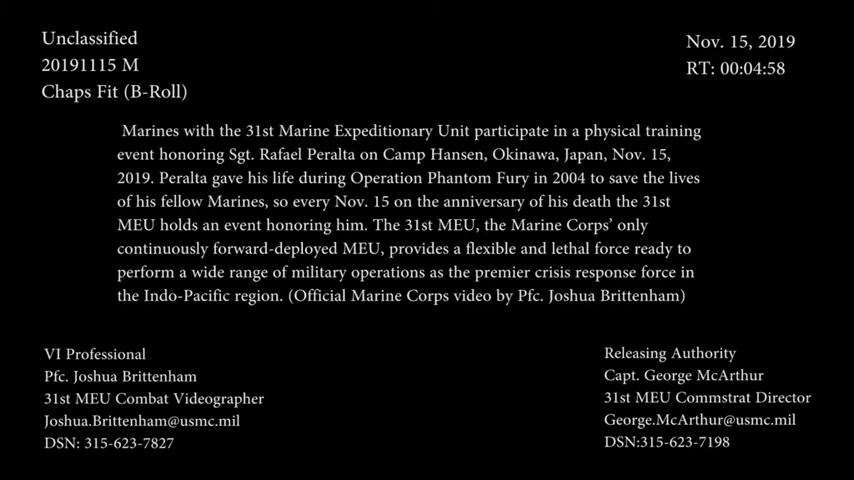 Unclassified
20191115 M
Chaps Fit (B-Roll)
Nov. 15, 2019
RT: 00:04:58
Marines with the 31st Marine Expeditionary Unit participate in a physical training
event honoring Sgt. Rafael Peralta on Camp Hansen, Okinawa, Japan, Nov. 15,
2019. Peralta gave his life during Operation Phantom Fury in 2004 to save the lives
of his fellow Marines, so every Nov. 15 on the anniversary of his death the 31st
MEU holds an event honoring him. The 31st MEU, the Marine Corps’ only
continuously forward-deployed MEU, provides a flexible and lethal force ready to
perform a wide range of military operations as the premier crisis response force in
the Indo-Pacific region. (Official Marine Corps video by Pfc. Joshua Brittenham)
VI Professional
Pfc. Joshua Brittenham
31st MEU Combat Videographer
Joshua.Brittenham@usmc.mil
DSN: 315-623-7827
Releasing Authority
Capt. George McArthur
31st MEU Commstrat Director
George.McArthur@usmc.mil
DSN:315-623-7198